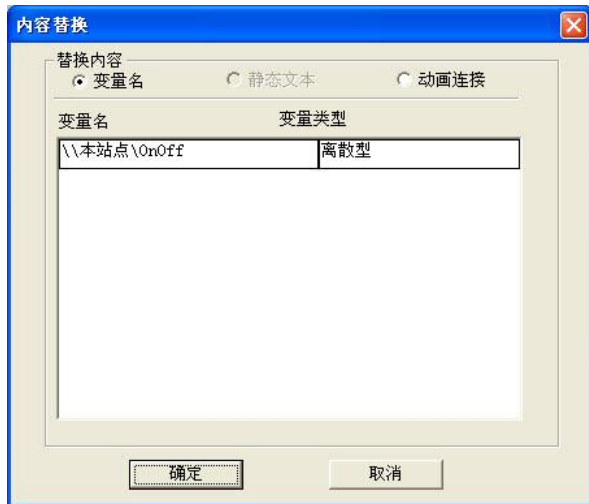 内容替换
替换内容
变量名 静态文本 动画连接
变量名 变量类型
\\本站点\OnOff 离散型
确定 取消